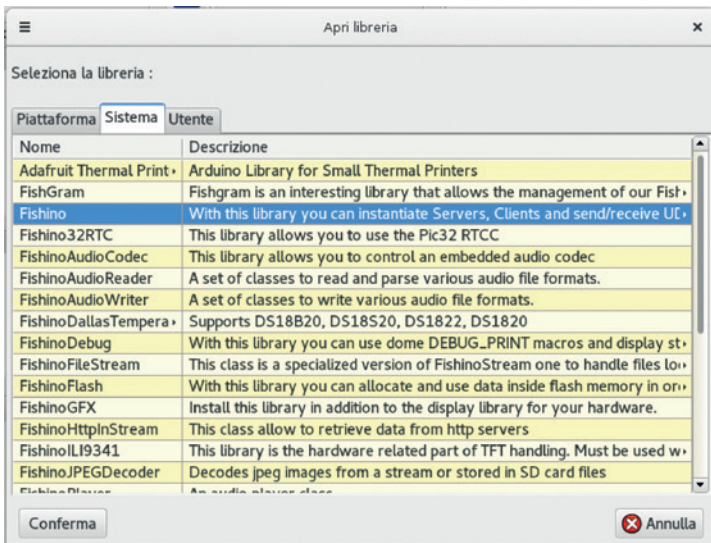 Apri libreria
Seleziona la libreria :
Piattaforma Sistema Utente
Nome Descrizione
Adafruit Thermal Print Arduino Library for Small Thermal Printers
FishGram Fishgram is an interesting library that allows the management of our Fish
Fishino With this library you can instantiate Servers, Clients and send/receive UD
Fishino32RTC This library allows you to use the Pic32 RTCC
FishinoAudioCodec This library allows you to control an embedded audio codec
FishinoAudioReader A set of classes to read and parse various audio file formats.
FishinoAudioWriter A set of classes to write various audio file formats.
FishinoDallasTempera Supports DS18B20, DS18S20, DS1822, DS1820
FishinoDebug With this library you can use dome DEBUG_PRINT macros and display st
FishinoFileStream This class is a specialized version of FishinoStream one to handle files lo
FishinoFlash With this library you can allocate and use data inside flash memory in or
FishinoGFX Install this library in addition to the display library for your hardware.
FishinoHttpInStream This class allow to retrieve data from http servers
FishinoILI9341 This library is the hardware related part of TFT handling. Must be used w
FishinoJPEGDecoder Decodes jpeg images from a stream or stored in SD card files
FishinoPlayer An audio player class
Conferma Annulla